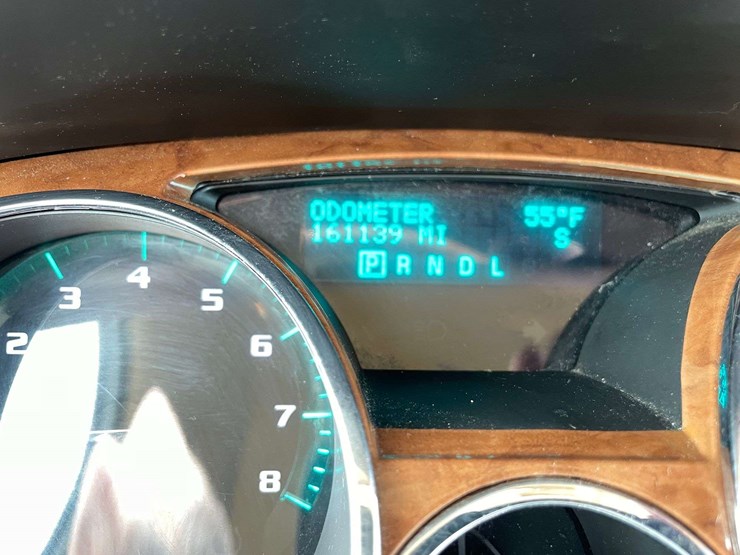 ODOMETER 55°F
161139 MI S
P R N D L
2 3 4 5 6 7 8